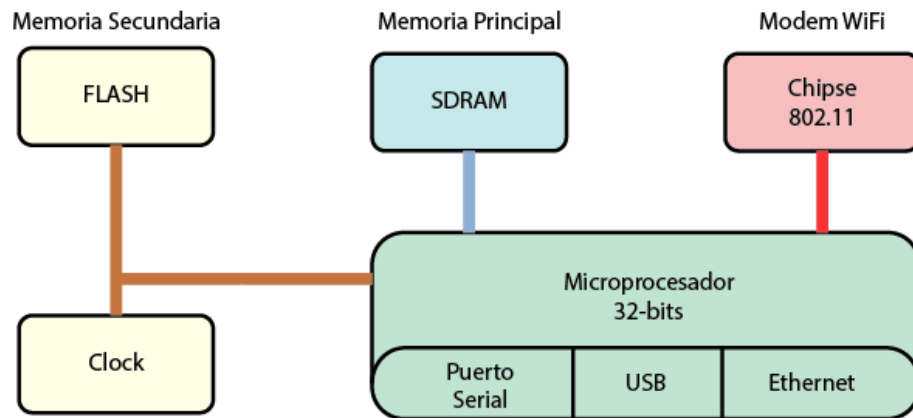 Memoria Secundaria
Memoria Principal
Modem WiFi
FLASH
SDRAM
Chipse
802.11
Microprocesador
32-bits
Clock
Puerto
Serial
USB
Ethernet